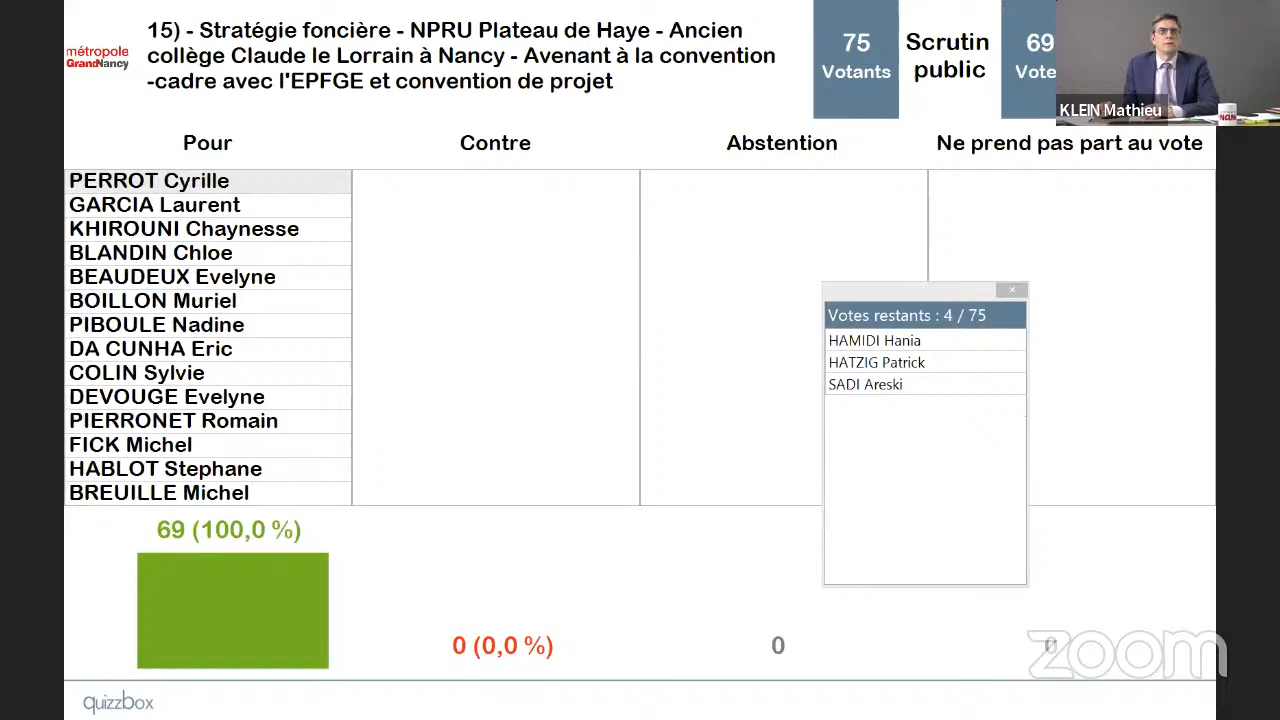 15) - Stratégie foncière - NPRU Plateau de Haye - Ancien
collège Claude le Lorrain à Nancy - Avenant à la convention
-cadre avec l'EPFGE et convention de projet
métropole
GrandNancy
75
Votants
Scrutin
public
69
Vote
KLEIN Mathieu
Pour
Contre
Abstention
Ne prend pas part au vote
PERROT Cyrille
GARCIA Laurent
KHIROUNI Chaynesse
BLANDIN Chloe
BEAUDEUX Evelyne
BOILLON Muriel
PIBOULE Nadine
DA CUNHA Eric
COLIN Sylvie
DEVOUGE Evelyne
PIERRONET Romain
FICK Michel
HABLOT Stephane
BREUILLE Michel
Votes restants : 4 / 75
HAMIDI Hania
HATZIG Patrick
SADI Areski
69 (100,0 %)
0 (0,0 %)
0
0
zoom
quizzbox